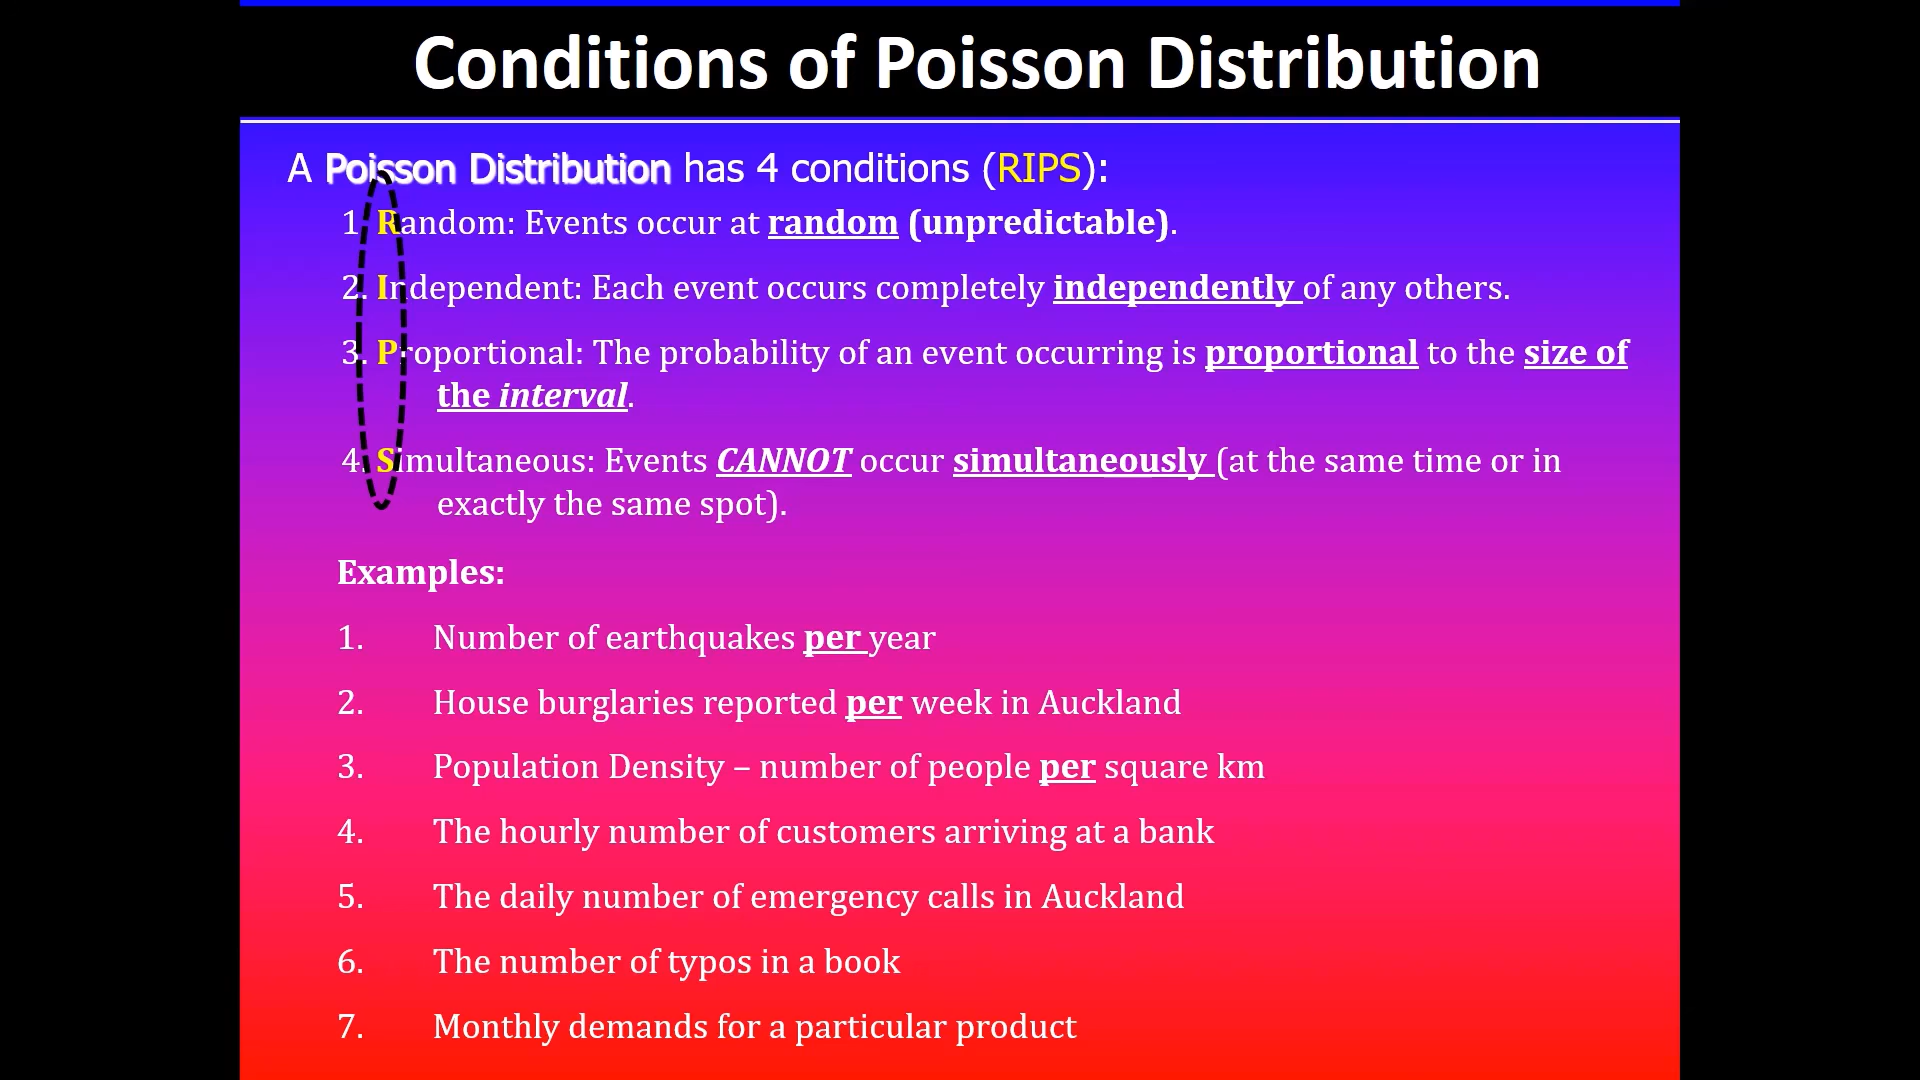 Conditions of Poisson Distribution
A Poisson Distribution has 4 conditions (RIPS):
1. Random: Events occur at random (unpredictable).
2. Independent: Each event occurs completely independently of any others.
3. Proportional: The probability of an event occurring is proportional to the size of
the interval.
4. Simultaneous: Events CANNOT occur simultaneously (at the same time or in
exactly the same spot).
Examples:
1. Number of earthquakes per year
2. House burglaries reported per week in Auckland
3. Population Density – number of people per square km
4. The hourly number of customers arriving at a bank
5. The daily number of emergency calls in Auckland
6. The number of typos in a book
7. Monthly demands for a particular product